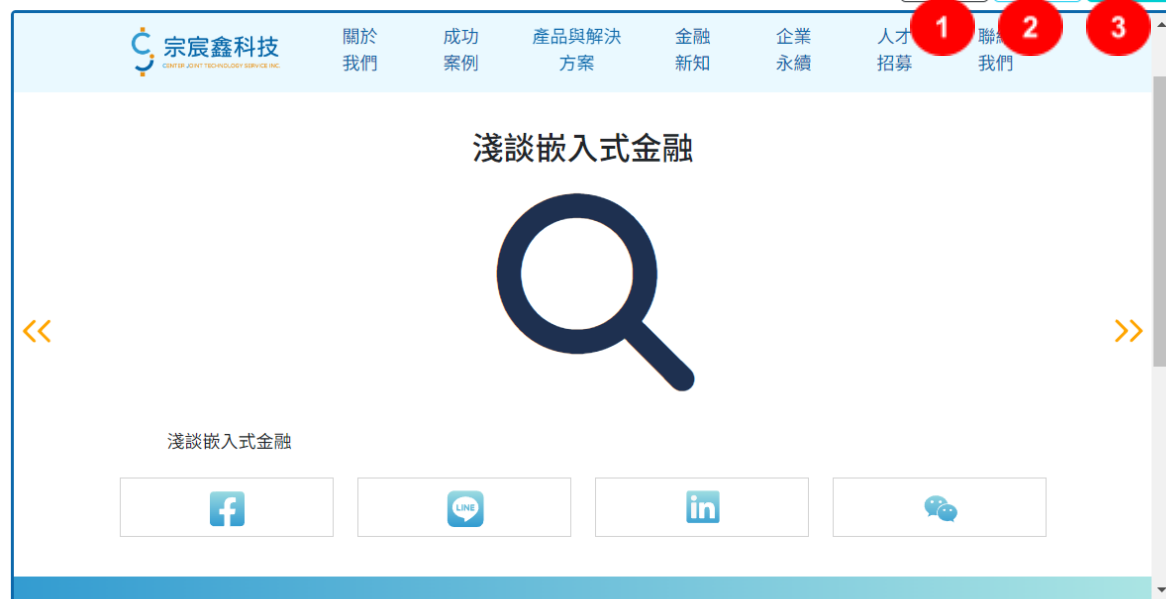 宗宸鑫科技
CENTER JOINT TECHNOLOGY SERVICE INC.
關於
我們
成功
案例
產品與解決
方案
金融
新知
企業
永續
人才
招募
聯絡
我們
1
2
3
淺談嵌入式金融
淺談嵌入式金融
f
LINE
in